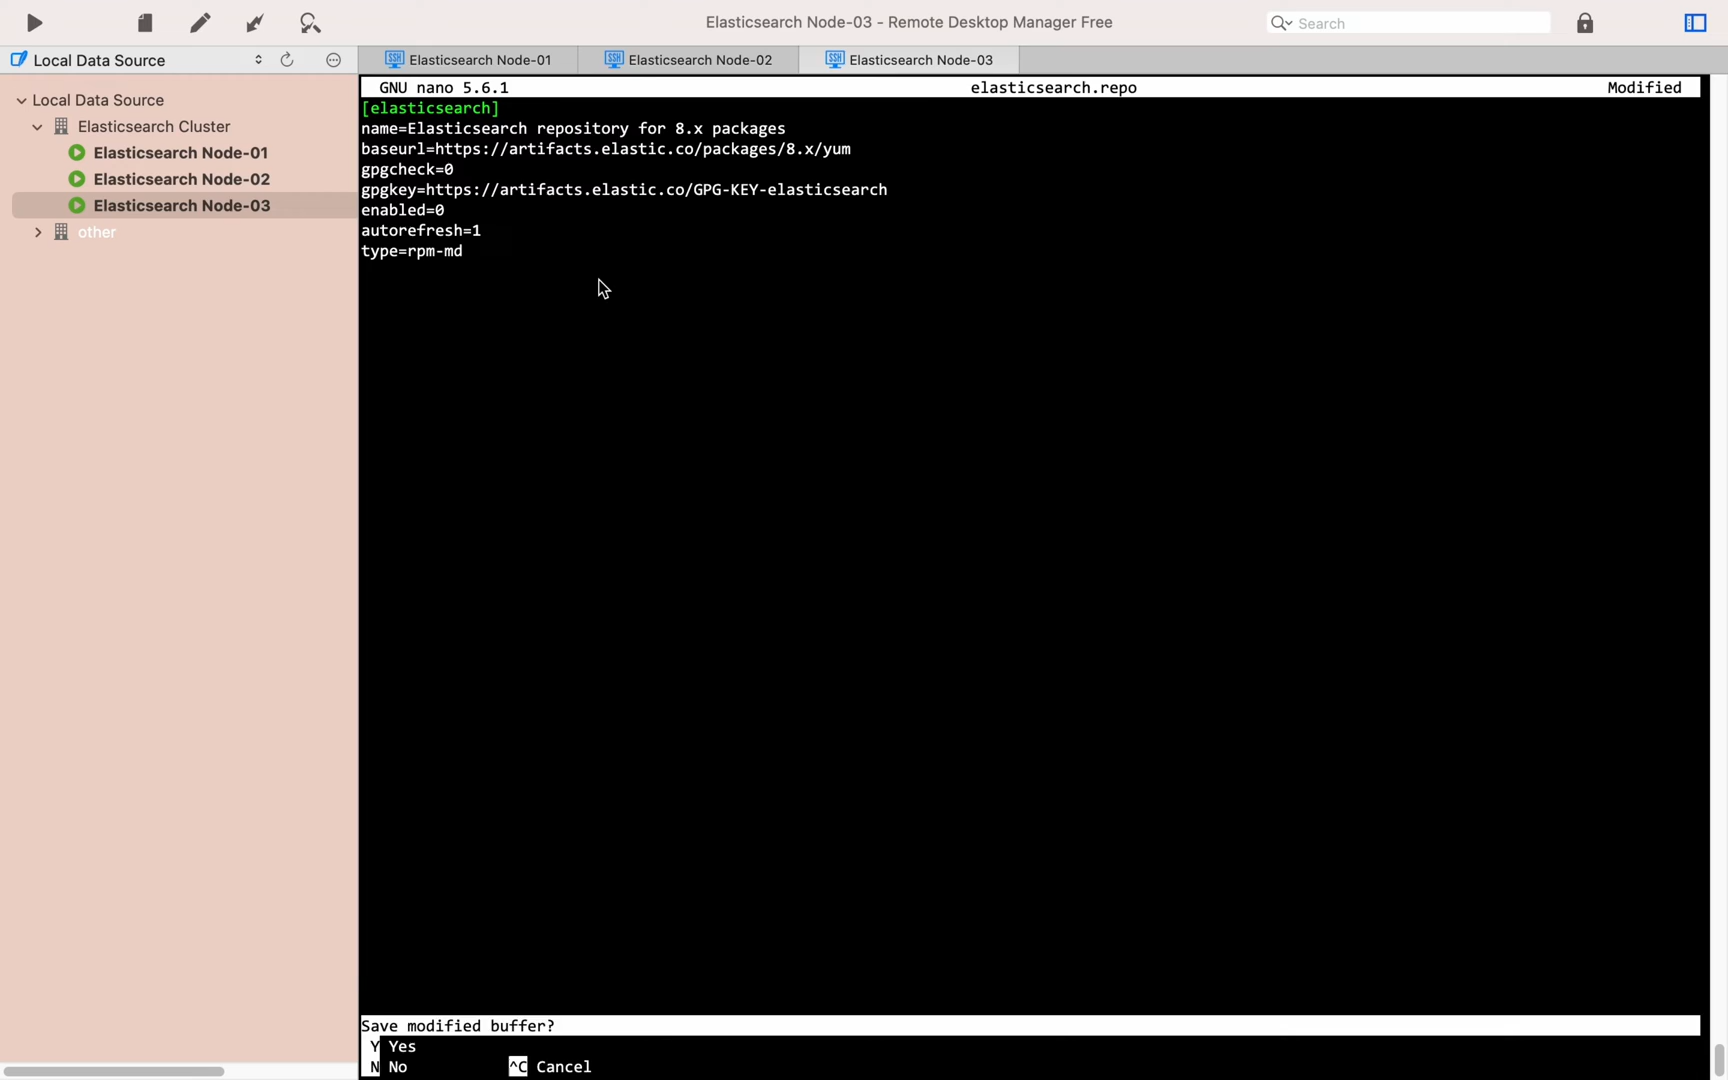 Elasticsearch Node-03 - Remote Desktop Manager Free
Search
Local Data Source
SSH Elasticsearch Node-01
SSH Elasticsearch Node-02
SSH Elasticsearch Node-03
Local Data Source
Elasticsearch Cluster
Elasticsearch Node-01
Elasticsearch Node-02
Elasticsearch Node-03
other
GNU nano 5.6.1 elasticsearch.repo Modified
[elasticsearch]
name=Elasticsearch repository for 8.x packages
baseurl=https://artifacts.elastic.co/packages/8.x/yum
gpgcheck=0
gpgkey=https://artifacts.elastic.co/GPG-KEY-elasticsearch
enabled=0
autorefresh=1
type=rpm-md
Save modified buffer?
Y Yes
N No ^C Cancel